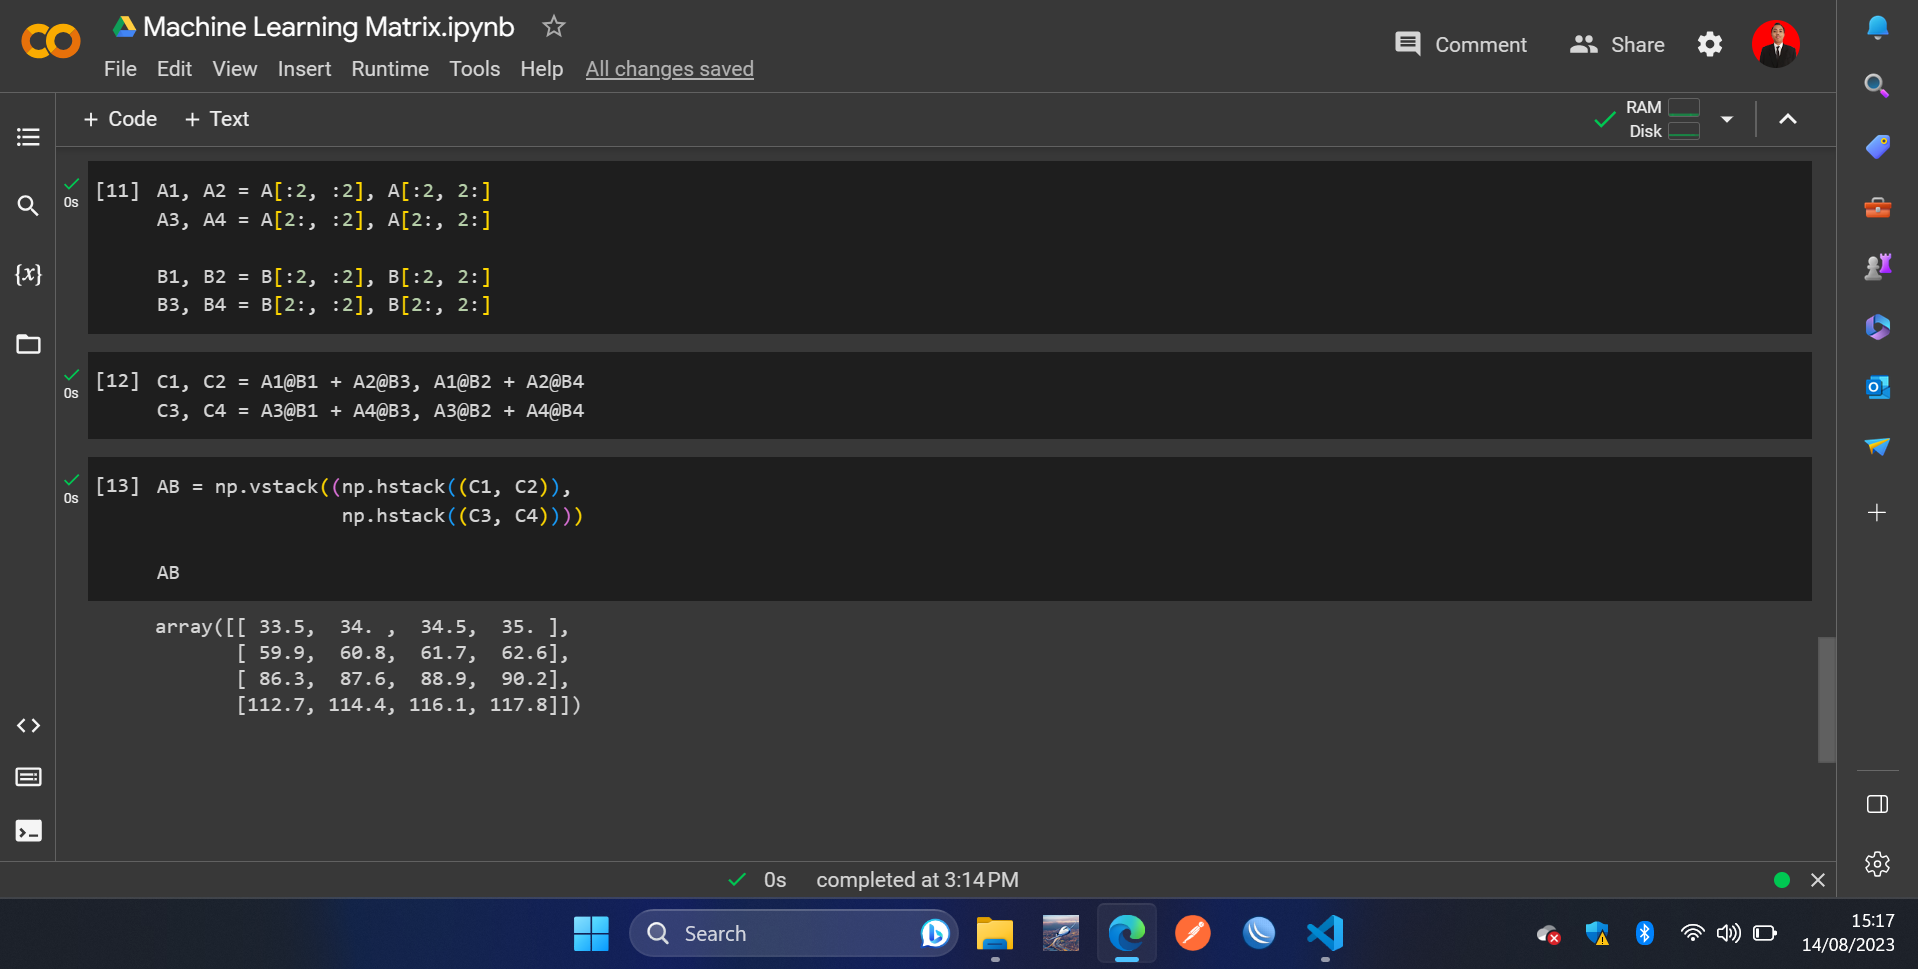 Machine Learning Matrix.ipynb
File Edit View Insert Runtime Tools Help All changes saved
Comment Share
+ Code + Text
RAM
Disk
{x}
0s
[11] A1, A2 = A[:2, :2], A[:2, 2:]
A3, A4 = A[2:, :2], A[2:, 2:]
B1, B2 = B[:2, :2], B[:2, 2:]
B3, B4 = B[2:, :2], B[2:, 2:]
0s
[12] C1, C2 = A1@B1 + A2@B3, A1@B2 + A2@B4
C3, C4 = A3@B1 + A4@B3, A3@B2 + A4@B4
0s
[13] AB = np.vstack((np.hstack((C1, C2)),
np.hstack((C3, C4))))
AB
array([[ 33.5,  34. ,  34.5,  35. ],
[ 59.9,  60.8,  61.7,  62.6],
[ 86.3,  87.6,  88.9,  90.2],
[112.7, 114.4, 116.1, 117.8]])
0s completed at 3:14 PM
Search
15:17
14/08/2023